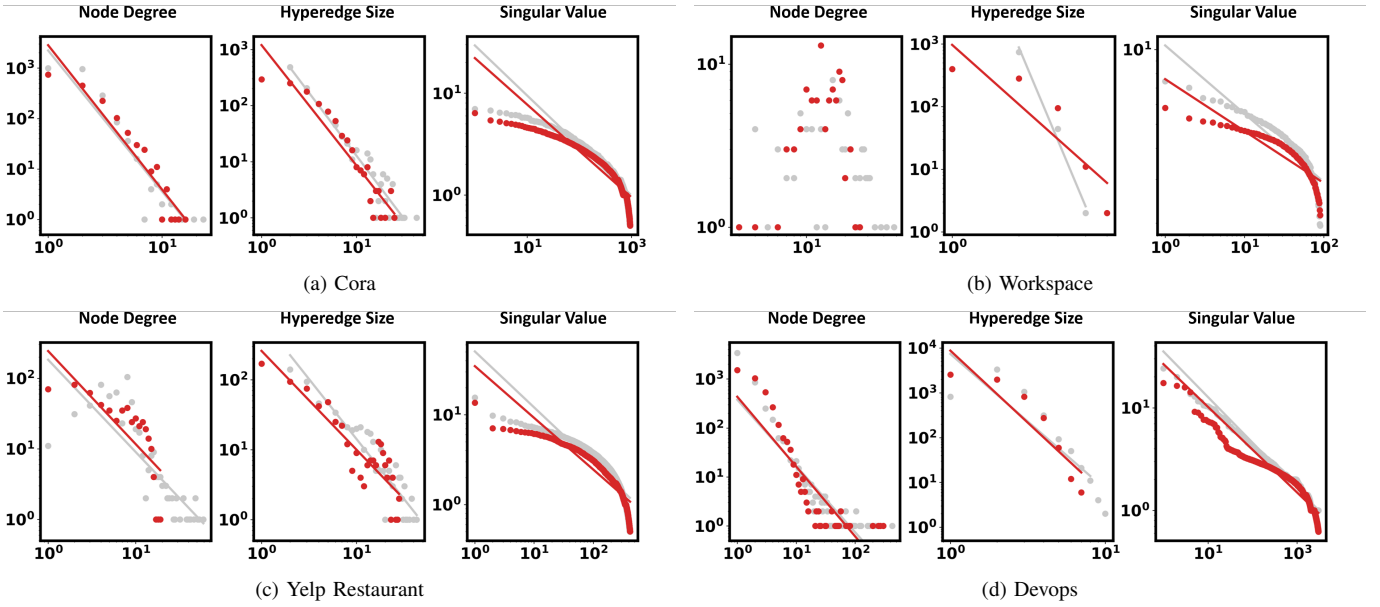 Node Degree Hyperedge Size Singular Value
10³ 10² 10¹ 10⁰ 10⁰ 10¹
10³ 10² 10¹ 10⁰ 10⁰ 10¹
10¹ 10⁰ 10¹ 10³
(a) Cora
Node Degree Hyperedge Size Singular Value
10¹ 10⁰ 10¹
10³ 10² 10¹ 10⁰ 10⁰
10¹ 10⁰ 10¹ 10²
(b) Workspace
Node Degree Hyperedge Size Singular Value
10² 10¹ 10⁰ 10¹
10² 10¹ 10⁰ 10⁰ 10¹
10¹ 10⁰ 10¹ 10²
(c) Yelp Restaurant
Node Degree Hyperedge Size Singular Value
10³ 10² 10¹ 10⁰ 10⁰ 10¹ 10²
10⁴ 10³ 10² 10¹ 10⁰ 10⁰ 10¹
10¹ 10¹ 10³
(d) Devops